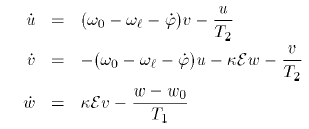 u̇ = (ω₀ − ω_ℓ − φ̇)v − u/T₂
v̇ = −(ω₀ − ω_ℓ − φ̇)u − κℰw − v/T₂
ẇ = κℰv − (w − w₀)/T₁